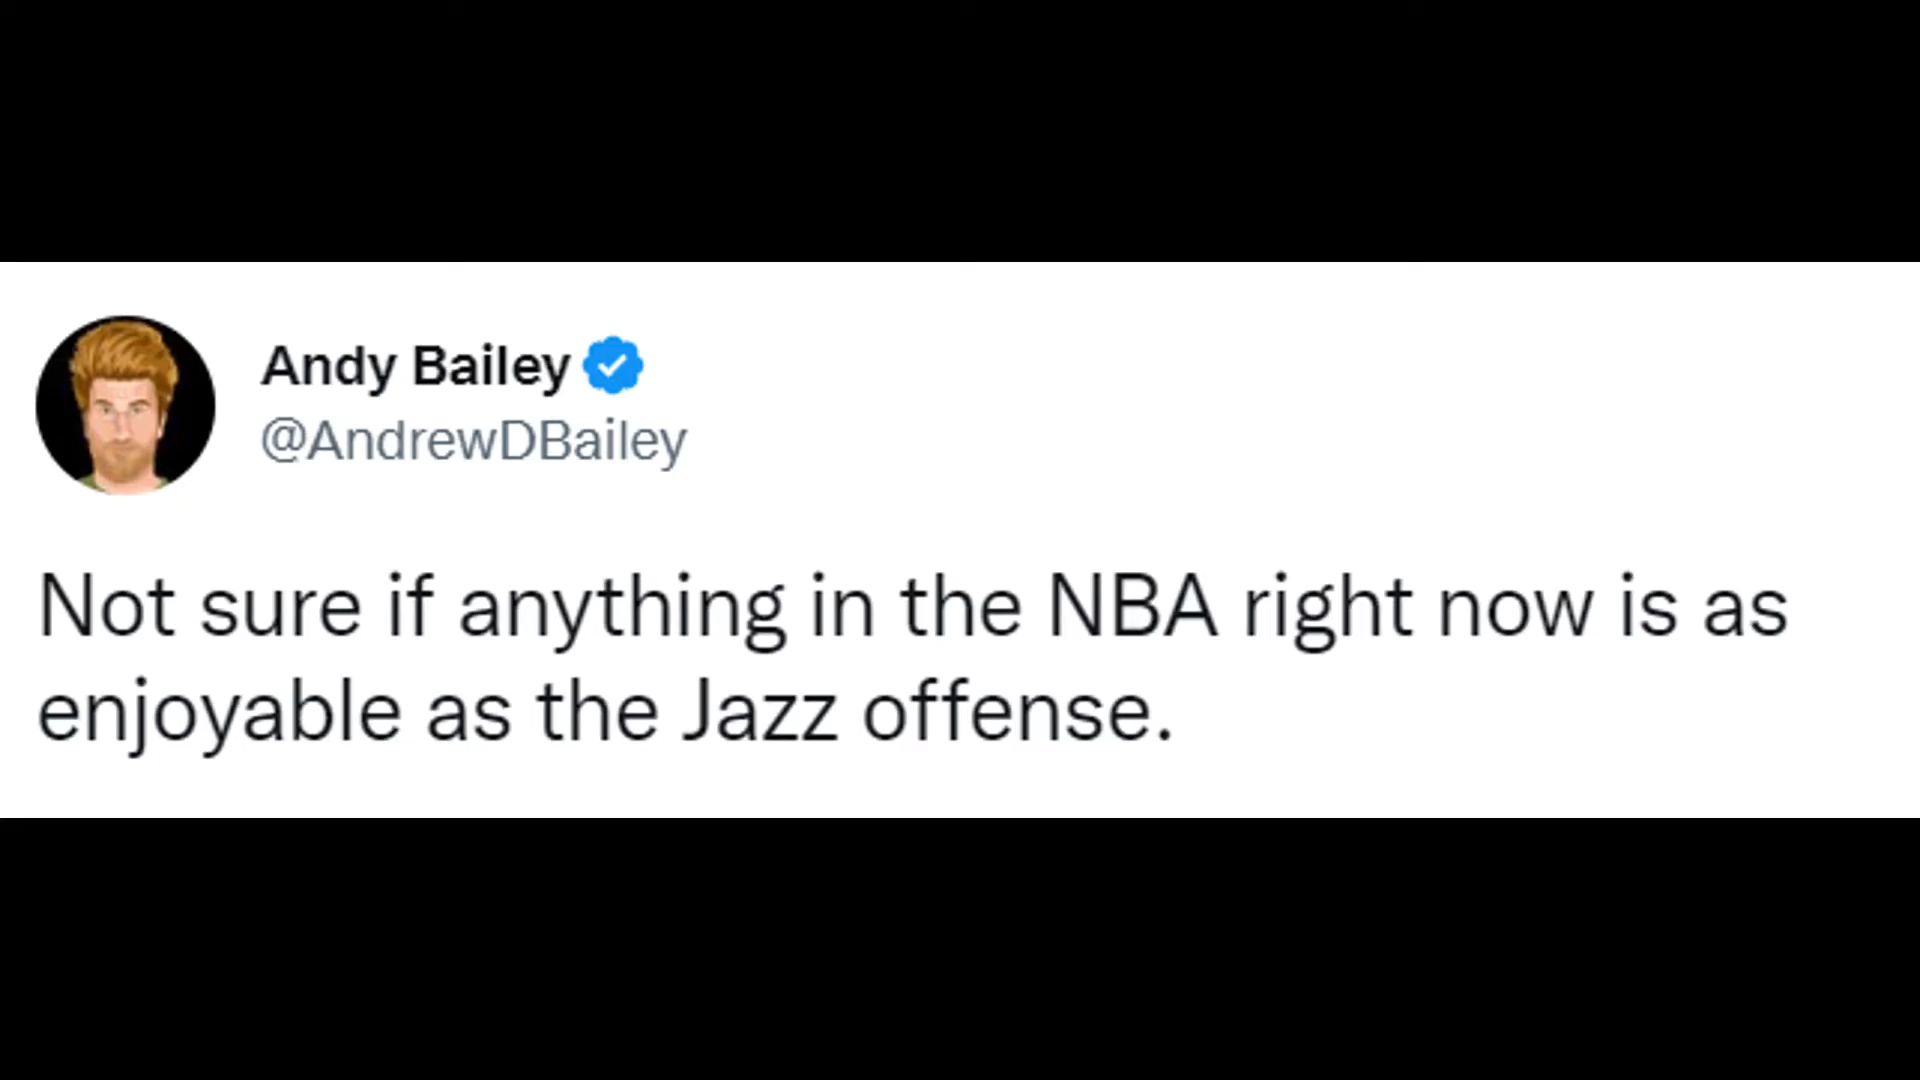 Andy Bailey
@AndrewDBailey
Not sure if anything in the NBA right now is as
enjoyable as the Jazz offense.